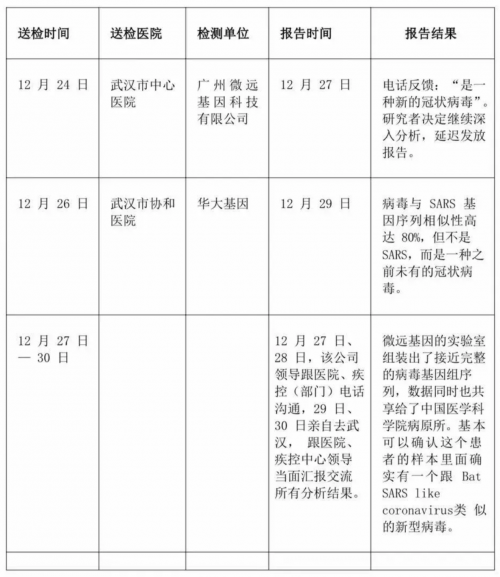 送检时间
送检医院
检测单位
报告时间
报告结果
12 月 24 日
武汉市中心
医院
广州微远
基因科技
有限公司
12 月 27 日
电话反馈:“是一
种新的冠状病毒”。
研究者决定继续深
入分析,延迟发放
报告。
12 月 26 日
武汉市协和
医院
华大基因
12 月 29 日
病毒与 SARS 基
因序列相似性高
达 80%,但不是
SARS,而是一种之
前未有的冠状病
毒。
12 月 27 日
— 30 日
12 月 27 日、
28 日,该公司
领导跟医院、疾
控(部门)电话
沟通,29 日、
30 日亲自去武
汉, 跟医院、
疾控中心领导
当面汇报交流
所有分析结果。
微远基因的实验室
组装出了接近完
整的病毒基因组序
列,数据同时也共
享给了中国医学科
学院病原所。基本
可以确认这个患
者的样本里面确
实有一个跟 Bat
SARS like
coronavirus类 似
的新型病毒。